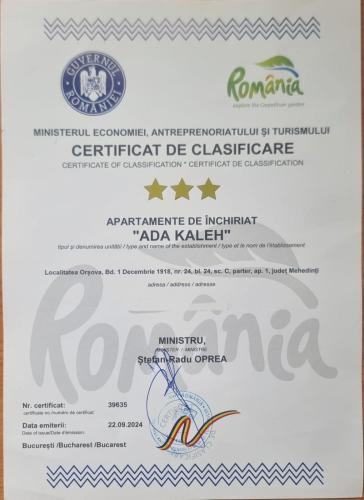 GUVERNUL ROMÂNIEI
România
explore the Carpathian garden
MINISTERUL ECONOMIEI, ANTREPRENORIATULUI ȘI TURISMULUI
CERTIFICAT DE CLASIFICARE
CERTIFICATE OF CLASSIFICATION * CERTIFICAT DE CLASSIFICATION
APARTAMENTE DE ÎNCHIRIAT
"ADA KALEH"
tipul și denumirea unității / type and name of the establishment / type et le nom de l'établissement
Localitatea Orșova, Bd. 1 Decembrie 1918, nr. 24, bl. 24, sc. C, parter, ap. 1, județ Mehedinți
adresa / address / adresse
România
MINISTRU,
MINISTER / MINISTRE
Ștefan-Radu OPREA
Nr. certificat: 39635
certificate no./numéro de certificat:
Data emiterii: 22.09.2024
Date of issue/Date d'émission:
București /Bucharest /Bucarest